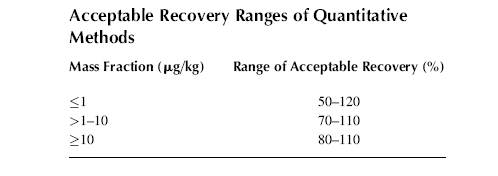 Acceptable Recovery Ranges of Quantitative
Methods
Mass Fraction (μg/kg) Range of Acceptable Recovery (%)
≤1 50–120
>1–10 70–110
≥10 80–110